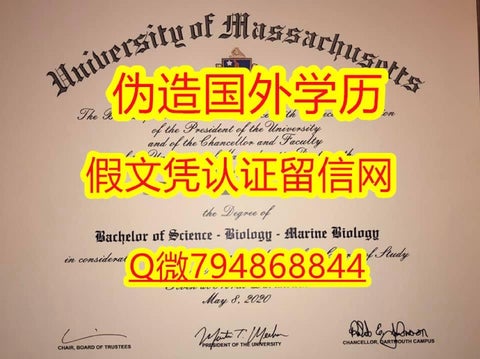 University of Massachusetts
伪造国外学历
of the President of the University
and of the Chancellor and Faculty
假文凭认证留信网
the Degree of
Bachelor of Science - Biology - Marine Biology
in consideration of Study
Q微794868844
May 8, 2020
CHAIR, BOARD OF TRUSTEES
PRESIDENT OF THE UNIVERSITY
CHANCELLOR, DARTMOUTH CAMPUS